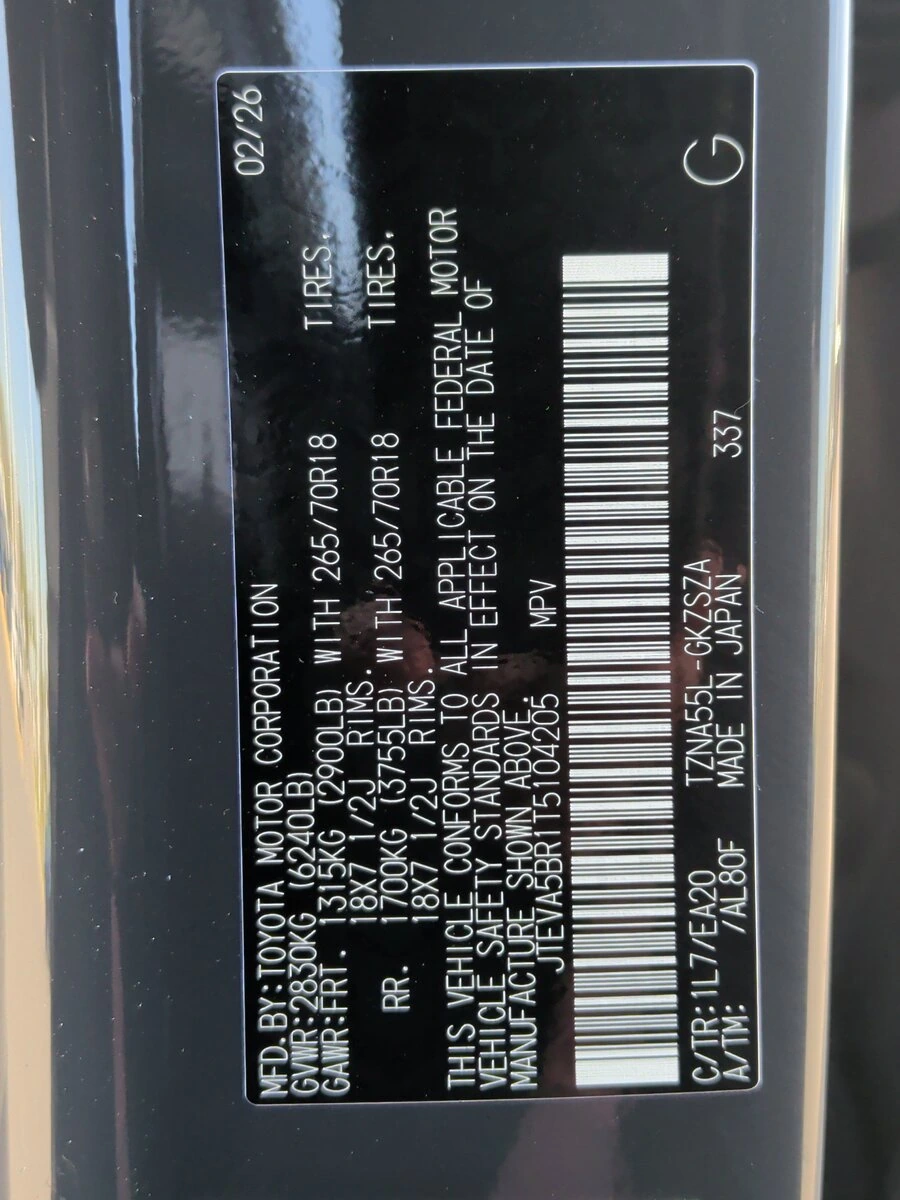 02/26
MFD.BY:TOYOTA MOTOR CORPORATION
GVWR:2830KG (6240LB)
GAWR:FRT. 1315KG (2900LB) WITH 265/70R18 TIRES,
18X7 1/2J RIMS.
RR. 1700KG (3755LB) WITH 265/70R18 TIRES,
18X7 1/2J RIMS.
THIS VEHICLE CONFORMS TO ALL APPLICABLE FEDERAL MOTOR
VEHICLE SAFETY STANDARDS IN EFFECT ON THE DATE OF
MANUFACTURE SHOWN ABOVE.
JTEVA5BR1T5104205 MPV
C/TR:1L7/EA20 TZNA55L-GKZSZA
A/TM: /AL80F MADE IN JAPAN 337
G